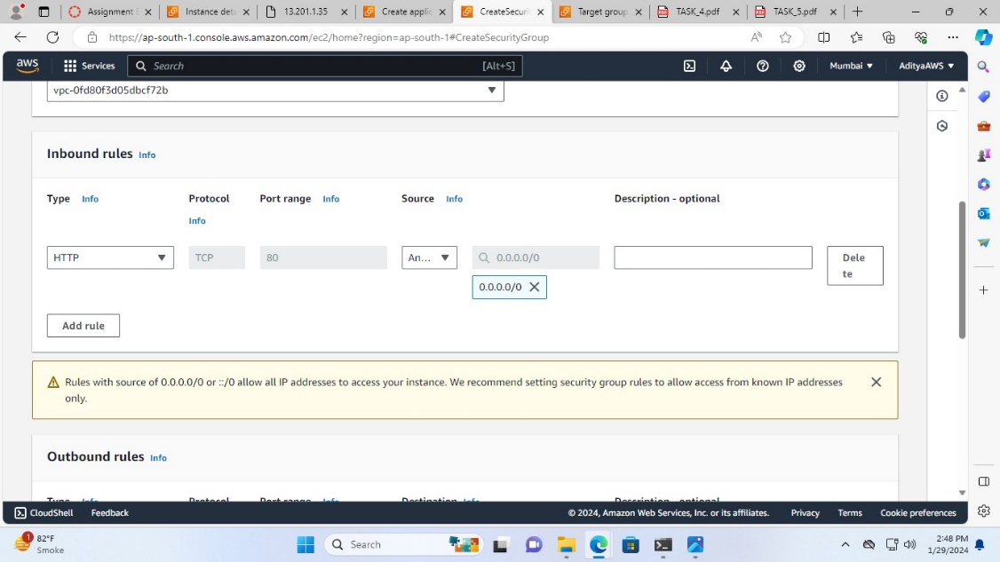 Assignment
Instance deta
13.201.1.35
Create applic
CreateSecuri
Target group
TASK_4.pdf
TASK_5.pdf
https://ap-south-1.console.aws.amazon.com/ec2/home?region=ap-south-1#CreateSecurityGroup
aws
Services
Search
[Alt+S]
Mumbai
AdityaAWS
vpc-0fd80f3d05dbcf72b
Inbound rules Info
Type Info
Protocol
Info
Port range Info
Source Info
Description - optional
HTTP
TCP
80
An...
0.0.0.0/0
Dele
te
0.0.0.0/0
Add rule
Rules with source of 0.0.0.0/0 or ::/0 allow all IP addresses to access your instance. We recommend setting security group rules to allow access from known IP addresses
only.
Outbound rules Info
Type Info Protocol Port range Info Destination Info Description - optional
CloudShell
Feedback
© 2024, Amazon Web Services, Inc. or its affiliates.
Privacy
Terms
Cookie preferences
1
82°F
Smoke
Search
2:48 PM
1/29/2024